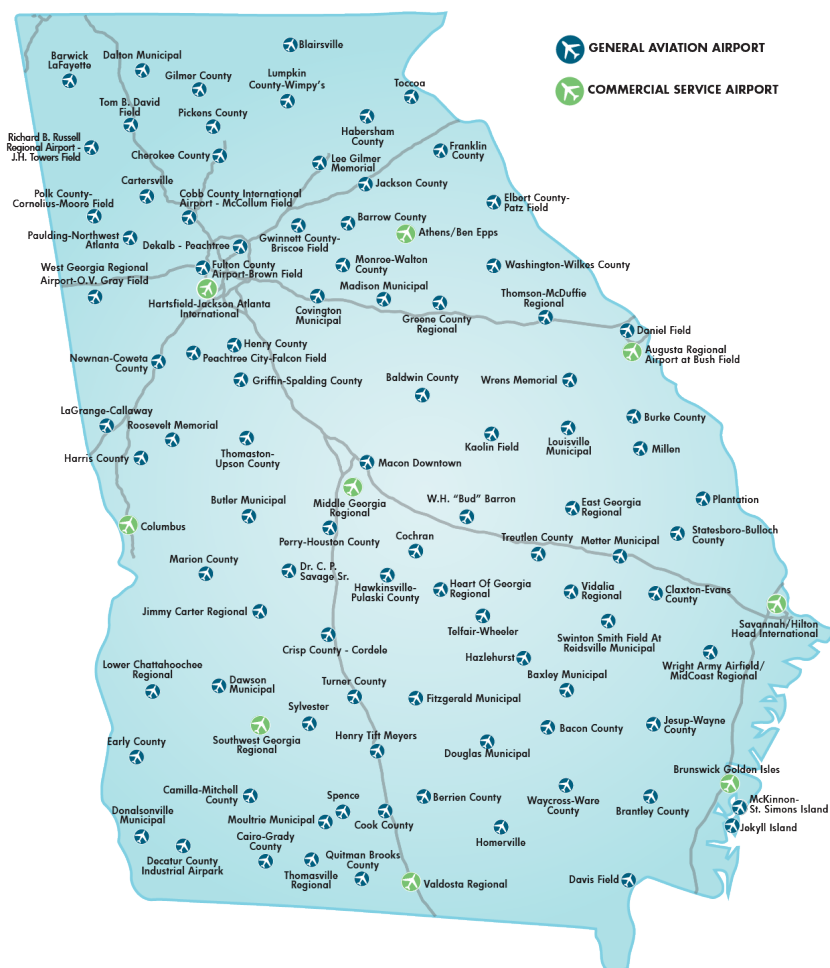 GENERAL AVIATION AIRPORT
COMMERCIAL SERVICE AIRPORT
Blairsville
Barwick
LaFayette
Dalton Municipal
Gilmer County
Lumpkin
County-Wimpy's
Toccoa
Tom B. David
Field
Pickens County
Habersham
County
Richard B. Russell
Regional Airport -
J.H. Towers Field
Cherokee County
Lee Gilmer
Memorial
Franklin
County
Cartersville
Jackson County
Polk County-
Cornelius-Moore Field
Cobb County International
Airport - McCollum Field
Elbert County-
Patz Field
Barrow County
Athens/Ben Epps
Paulding-Northwest
Atlanta
Dekalb - Peachtree
Gwinnett County-
Briscoe Field
Monroe-Walton
County
Washington-Wilkes County
West Georgia Regional
Airport-O.V. Gray Field
Fulton County
Airport-Brown Field
Madison Municipal
Thomson-McDuffie
Regional
Hartsfield-Jackson Atlanta
International
Covington
Municipal
Greene County
Regional
Daniel Field
Henry County
Augusta Regional
Airport at Bush Field
Newnan-Coweta
County
Peachtree City-Falcon Field
Griffin-Spalding County
Baldwin County
Wrens Memorial
LaGrange-Callaway
Roosevelt Memorial
Burke County
Harris County
Thomaston-
Upson County
Kaolin Field
Louisville
Municipal
Millen
Macon Downtown
Butler Municipal
Middle Georgia
Regional
W.H. “Bud” Barron
East Georgia
Regional
Plantation
Columbus
Perry-Houston County
Cochran
Treutlen County
Metter Municipal
Statesboro-Bulloch
County
Marion County
Dr. C. P.
Savage Sr.
Hawkinsville-
Pulaski County
Heart Of Georgia
Regional
Vidalia
Regional
Claxton-Evans
County
Jimmy Carter Regional
Telfair-Wheeler
Swinton Smith Field At
Reidsville Municipal
Savannah/Hilton
Head International
Crisp County - Cordele
Hazlehurst
Wright Army Airfield/
MidCoast Regional
Lower Chattahoochee
Regional
Dawson
Municipal
Turner County
Baxley Municipal
Fitzgerald Municipal
Sylvester
Southwest Georgia
Regional
Henry Tift Meyers
Bacon County
Jesup-Wayne
County
Early County
Douglas Municipal
Brunswick Golden Isles
Camilla-Mitchell
County
Spence
Berrien County
Waycross-Ware
County
Brantley County
McKinnon-
St. Simons Island
Donalsonville
Municipal
Moultrie Municipal
Cook County
Jekyll Island
Cairo-Grady
County
Homerville
Decatur County
Industrial Airpark
Thomasville
Regional
Quitman Brooks
County
Valdosta Regional
Davis Field